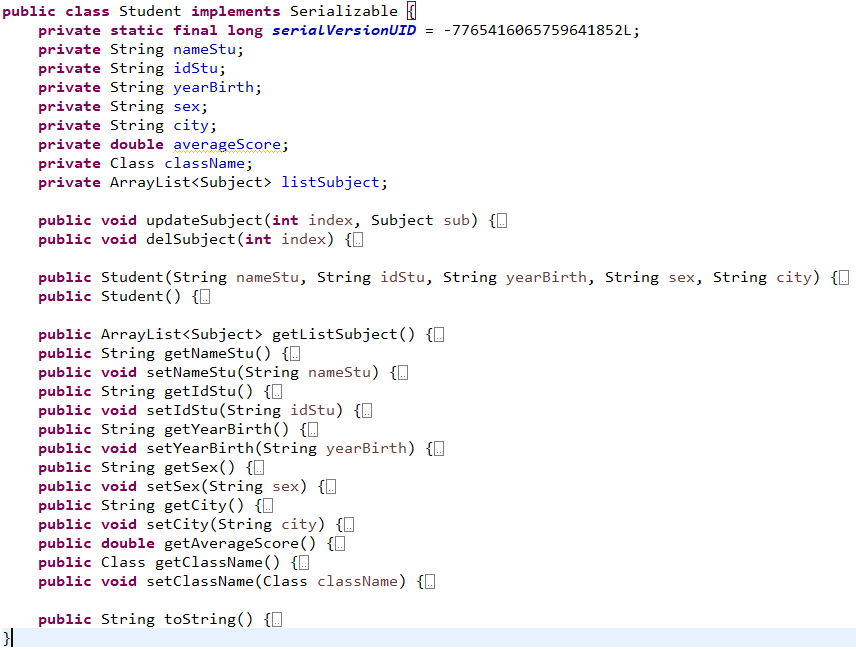 public class Student implements Serializable {
    private static final long serialVersionUID = -7765416065759641852L;
    private String nameStu;
    private String idStu;
    private String yearBirth;
    private String sex;
    private String city;
    private double averageScore;
    private Class className;
    private ArrayList<Subject> listSubject;

    public void updateSubject(int index, Subject sub) {..
    public void delSubject(int index) {..

    public Student(String nameStu, String idStu, String yearBirth, String sex, String city) {..
    public Student() {..

    public ArrayList<Subject> getListSubject() {..
    public String getNameStu() {..
    public void setNameStu(String nameStu) {..
    public String getIdStu() {..
    public void setIdStu(String idStu) {..
    public String getYearBirth() {..
    public void setYearBirth(String yearBirth) {..
    public String getSex() {..
    public void setSex(String sex) {..
    public String getCity() {..
    public void setCity(String city) {..
    public double getAverageScore() {..
    public Class getClassName() {..
    public void setClassName(Class className) {..

    public String toString() {..
}